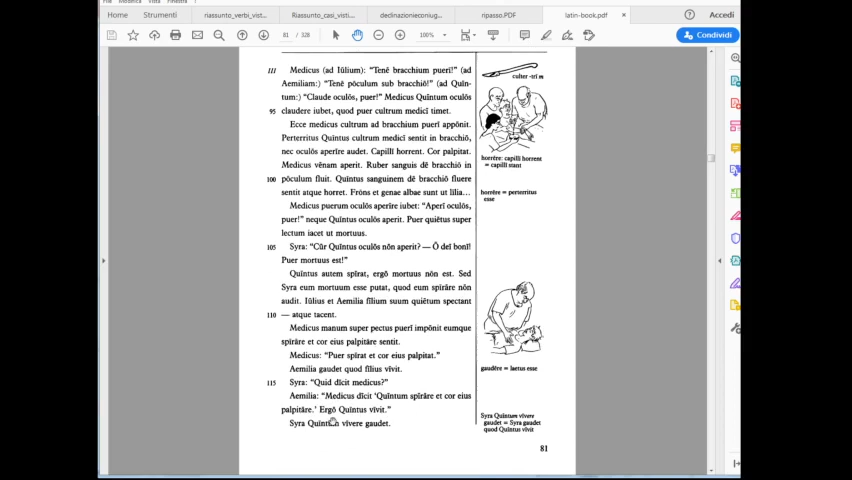 Modifica Vista Finestra
Home Strumenti riassunto_verbi_vist... Riassunto_casi_visti... declinazionieconiug... ripasso.PDF latin-book.pdf × Accedi
81 / 328 100% Condividi
III Medicus (ad Iūlium): "Tenē bracchium puerī!" (ad
Aemiliam:) "Tenē pōculum sub bracchiō!" (ad Quīn-
tum:) "Claude oculōs, puer!" Medicus Quīntum oculōs
95 claudere iubet, quod puer cultrum medicī timet.
Ecce medicus cultrum ad bracchium puerī appōnit.
Perterritus Quīntus cultrum medicī sentit in bracchiō,
nec oculōs aperīre audet. Capillī horrent. Cor palpitat.
Medicus vēnam aperit. Ruber sanguis dē bracchiō in
100 pōculum fluit. Quīntus sanguinem dē bracchiō fluere
sentit atque horret. Frōns et genae albae sunt ut līlia...
Medicus puerum oculōs aperīre iubet: "Aperī oculōs,
puer!" neque Quīntus oculōs aperit. Puer quiētus super
lectum iacet ut mortuus.
105 Syra: "Cūr Quīntus oculōs nōn aperit? — Ō deī bonī!
Puer mortuus est!"
Quīntus autem spīrat, ergō mortuus nōn est. Sed
Syra eum mortuum esse putat, quod eum spīrāre nōn
audit. Iūlius et Aemilia fīlium suum quiētum spectant
110 — atque tacent.
Medicus manum super pectus puerī impōnit eumque
spīrāre et cor eius palpitāre sentit.
Medicus: "Puer spīrat et cor eius palpitat."
Aemilia gaudet quod fīlius vīvit.
115 Syra: "Quid dīcit medicus?"
Aemilia: "Medicus dīcit 'Quīntum spīrāre et cor eius
palpitāre.' Ergō Quīntus vīvit."
Syra Quīntum vīvere gaudet.
culter -trī m
horrēre: capillī horrent
= capillī stant
horrēre = perterritus
esse
gaudēre = laetus esse
Syra Quīntum vīvere
gaudet = Syra gaudet
quod Quīntus vīvit
81